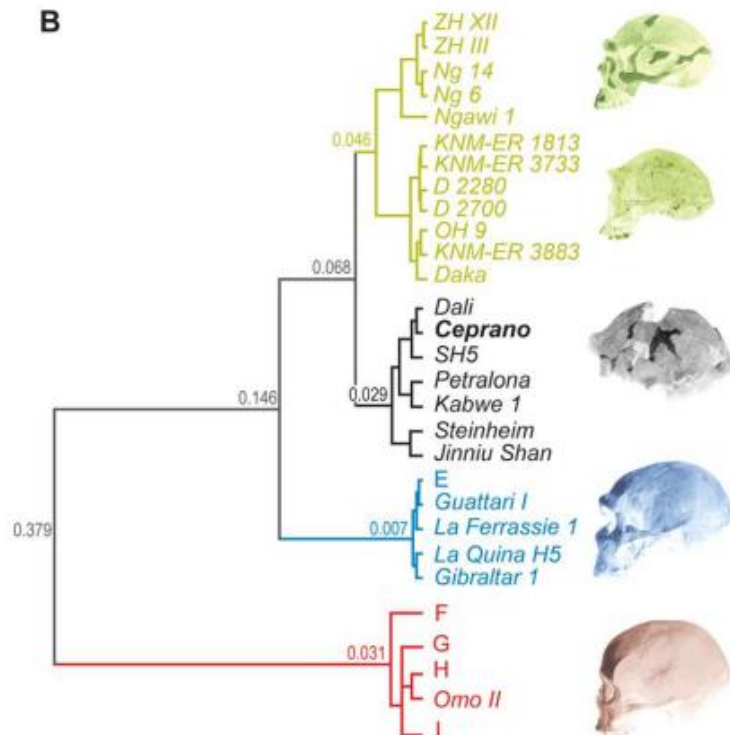 B
ZH XII
ZH III
Ng 14
Ng 6
Ngawi 1
0.046
KNM-ER 1813
KNM-ER 3733
D 2280
D 2700
OH 9
KNM-ER 3883
Daka
0.068
Dali
Ceprano
SH5
Petralona
0.029
Kabwe 1
0.146
Steinheim
Jinniu Shan
E
Guattari I
0.007
La Ferrassie 1
0.379
La Quina H5
Gibraltar 1
F
G
0.031
H
Omo II